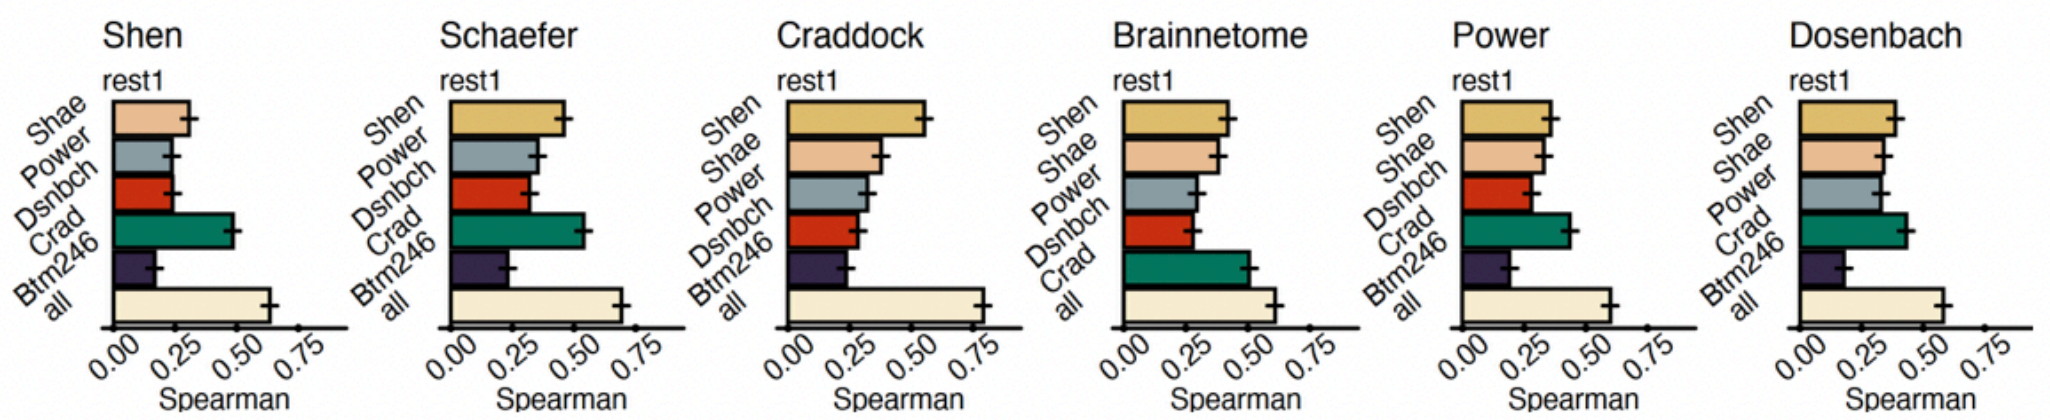 Shen
rest1
Shae
Power
Dsnbch
Crad
Btm246
all
0.00 0.25 0.50 0.75
Spearman
Schaefer
rest1
Shen
Power
Dsnbch
Crad
Btm246
all
0.00 0.25 0.50 0.75
Spearman
Craddock
rest1
Shen
Shae
Power
Dsnbch
Btm246
all
0.00 0.25 0.50 0.75
Spearman
Brainnetome
rest1
Shen
Shae
Power
Dsnbch
Crad
all
0.00 0.25 0.50 0.75
Spearman
Power
rest1
Shen
Shae
Dsnbch
Crad
Btm246
all
0.00 0.25 0.50 0.75
Spearman
Dosenbach
rest1
Shen
Shae
Power
Crad
Btm246
all
0.00 0.25 0.50 0.75
Spearman